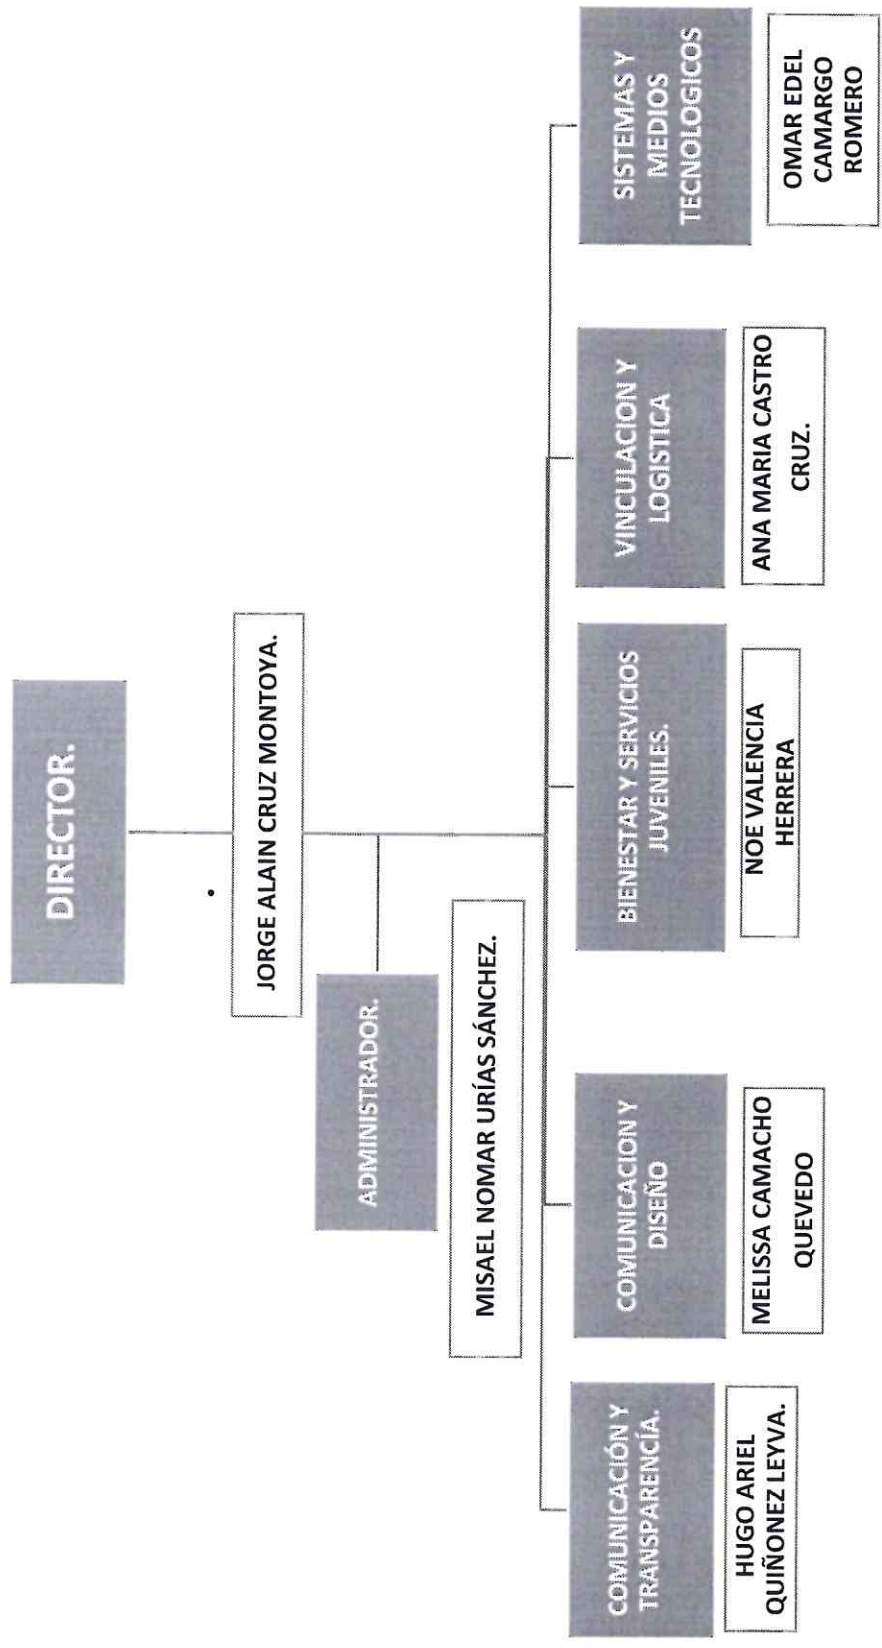 DIRECTOR.
JORGE ALAIN CRUZ MONTOYA.
ADMINISTRADOR.
MISAEL NOMAR URÍAS SÁNCHEZ.
COMUNICACIÓN Y
TRANSPARENCÍA.
HUGO ARIEL
QUIÑONEZ LEYVA.
COMUNICACION Y
DISEÑO
MELISSA CAMACHO
QUEVEDO
BIENESTAR Y SERVICIOS
JUVENILES.
NOE VALENCIA
HERRERA
VINCULACION Y
LOGISTICA
ANA MARIA CASTRO
CRUZ.
SISTEMAS Y
MEDIOS
TECNOLOGICOS
OMAR EDEL
CAMARGO
ROMERO